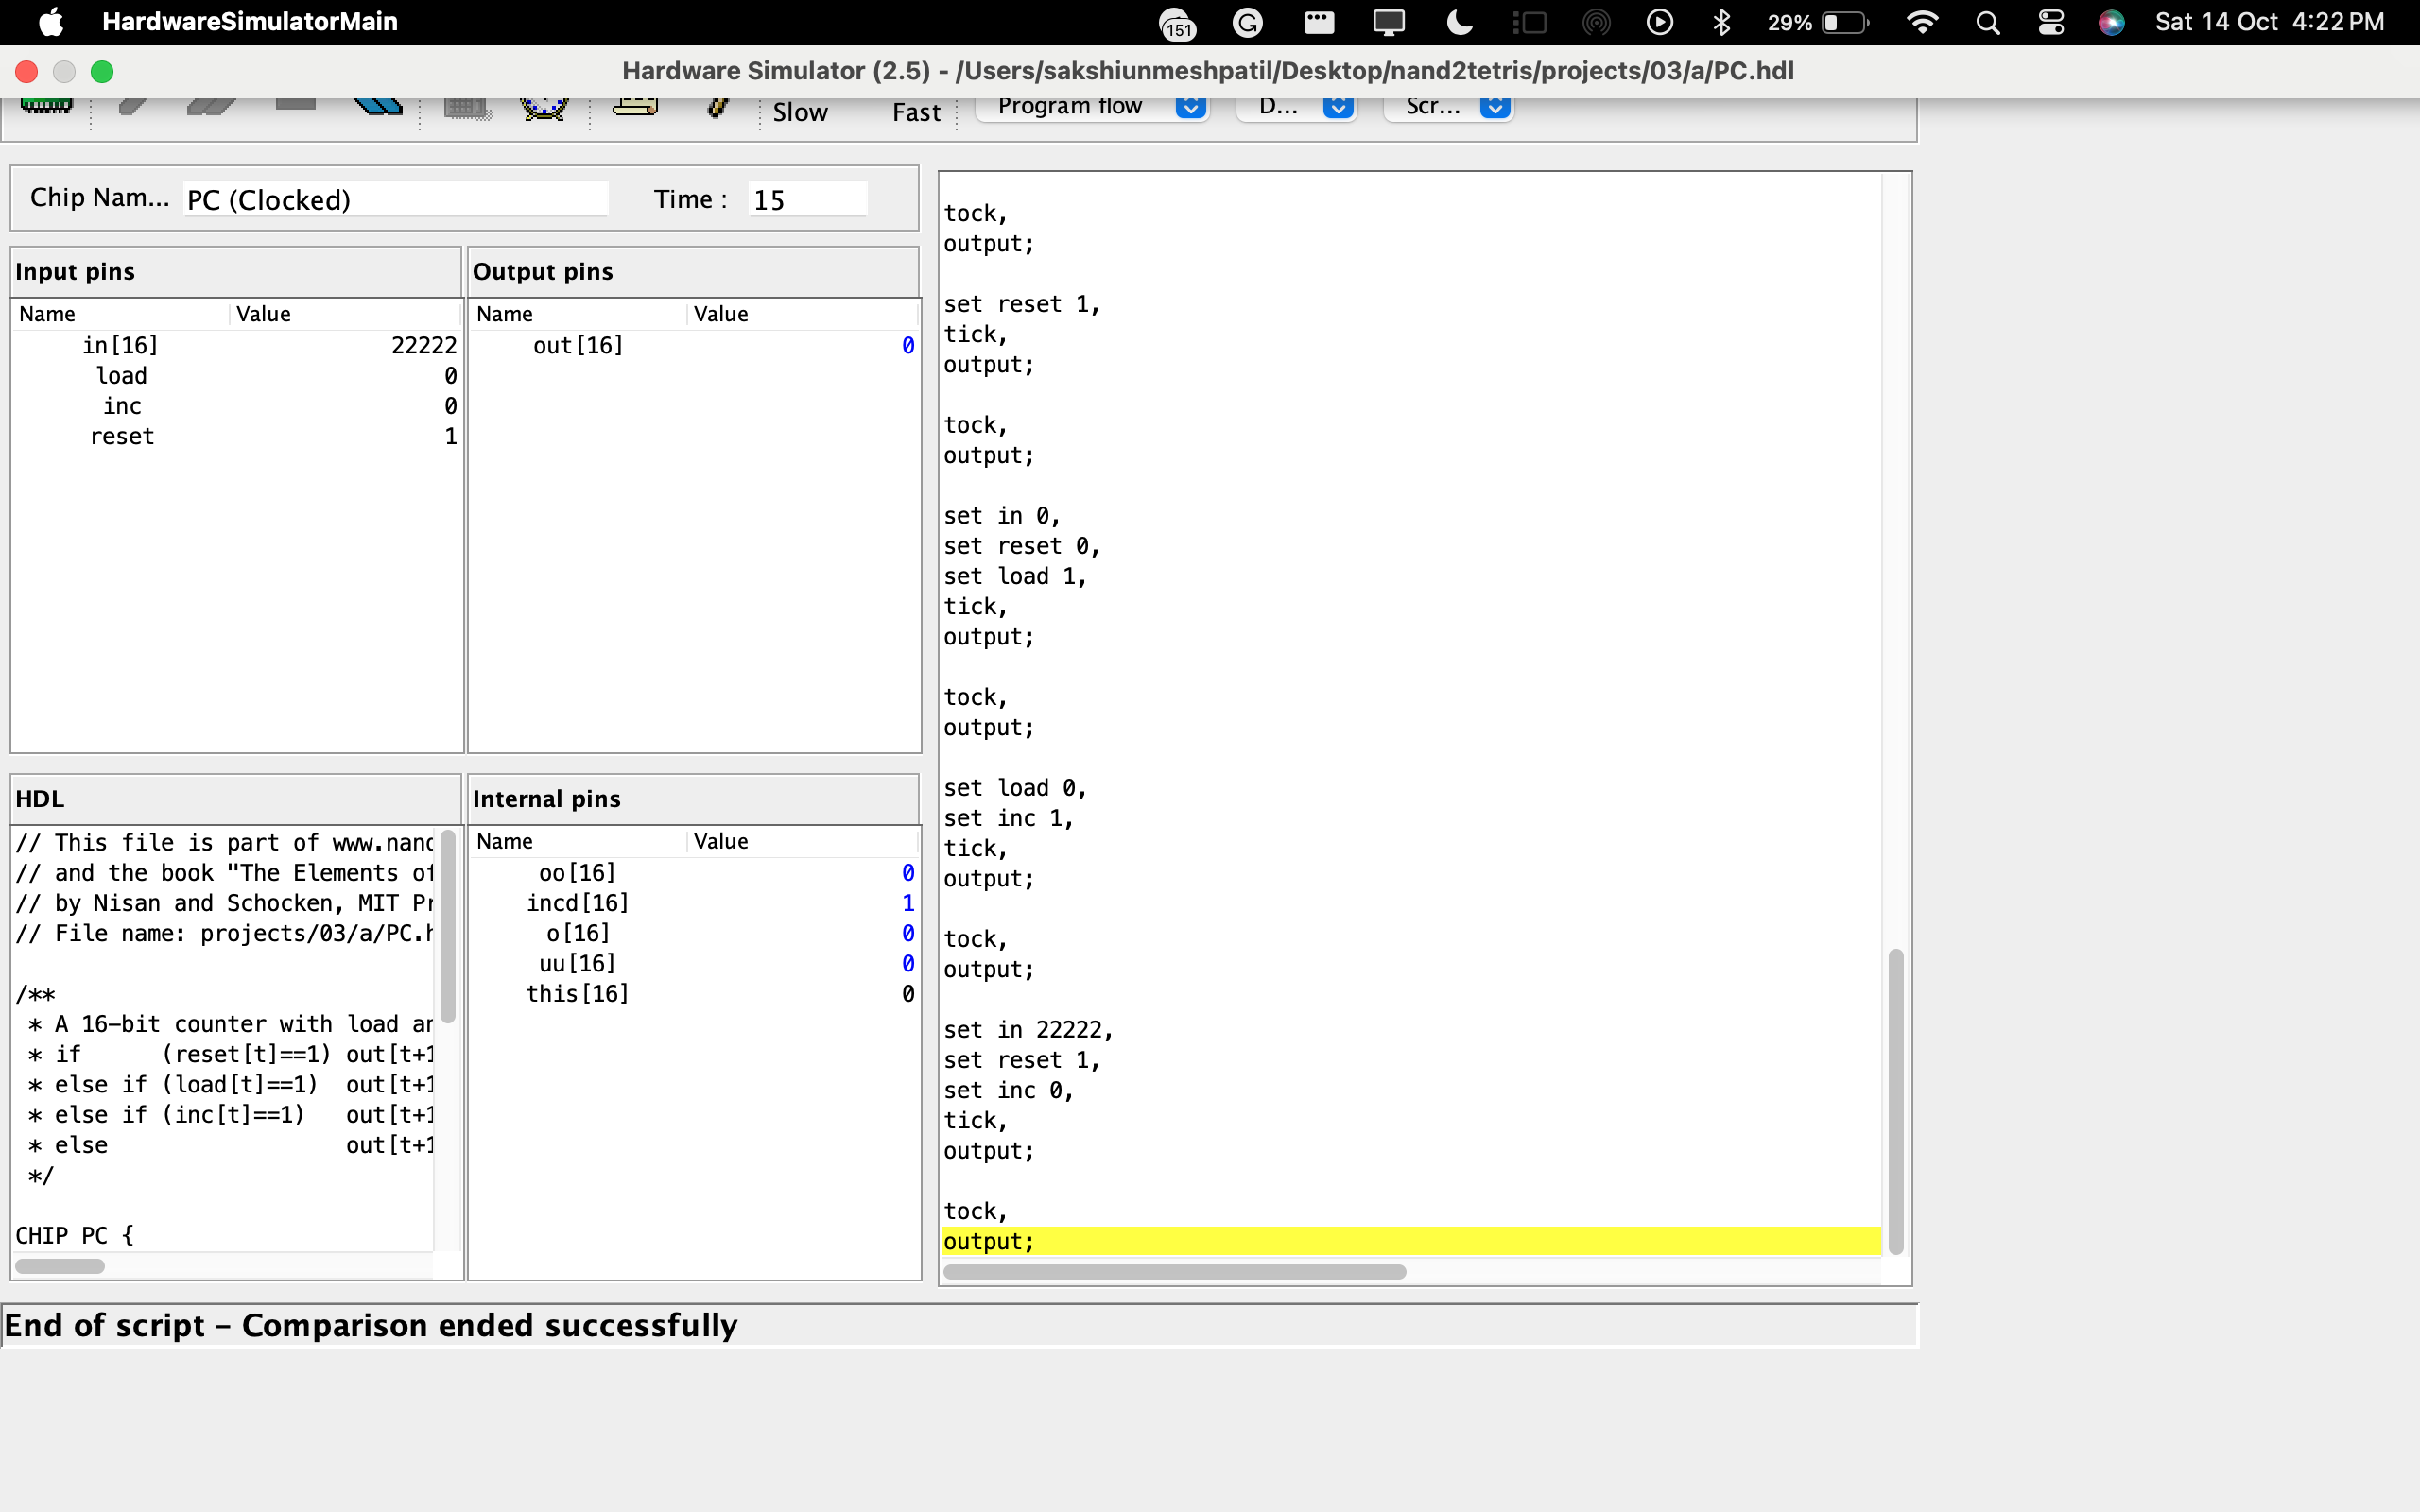 HardwareSimulatorMain
151
29%
Sat 14 Oct 4:22 PM
Hardware Simulator (2.5) - /Users/sakshiunmeshpatil/Desktop/nand2tetris/projects/03/a/PC.hdl
Slow
Fast
Program flow
D...
Scr...
Chip Nam...
PC (Clocked)
Time :
15
Input pins
Name Value
in[16] 22222
load 0
inc 0
reset 1
Output pins
Name Value
out[16] 0
HDL
// This file is part of www.nand
// and the book "The Elements of
// by Nisan and Schocken, MIT Pr
// File name: projects/03/a/PC.h
/**
* A 16-bit counter with load an
* if (reset[t]==1) out[t+1
* else if (load[t]==1) out[t+1
* else if (inc[t]==1) out[t+1
* else out[t+1
*/
CHIP PC {
Internal pins
Name Value
oo[16] 0
incd[16] 1
o[16] 0
uu[16] 0
this[16] 0
tock,
output;
set reset 1,
tick,
output;
tock,
output;
set in 0,
set reset 0,
set load 1,
tick,
output;
tock,
output;
set load 0,
set inc 1,
tick,
output;
tock,
output;
set in 22222,
set reset 1,
set inc 0,
tick,
output;
tock,
output;
End of script - Comparison ended successfully